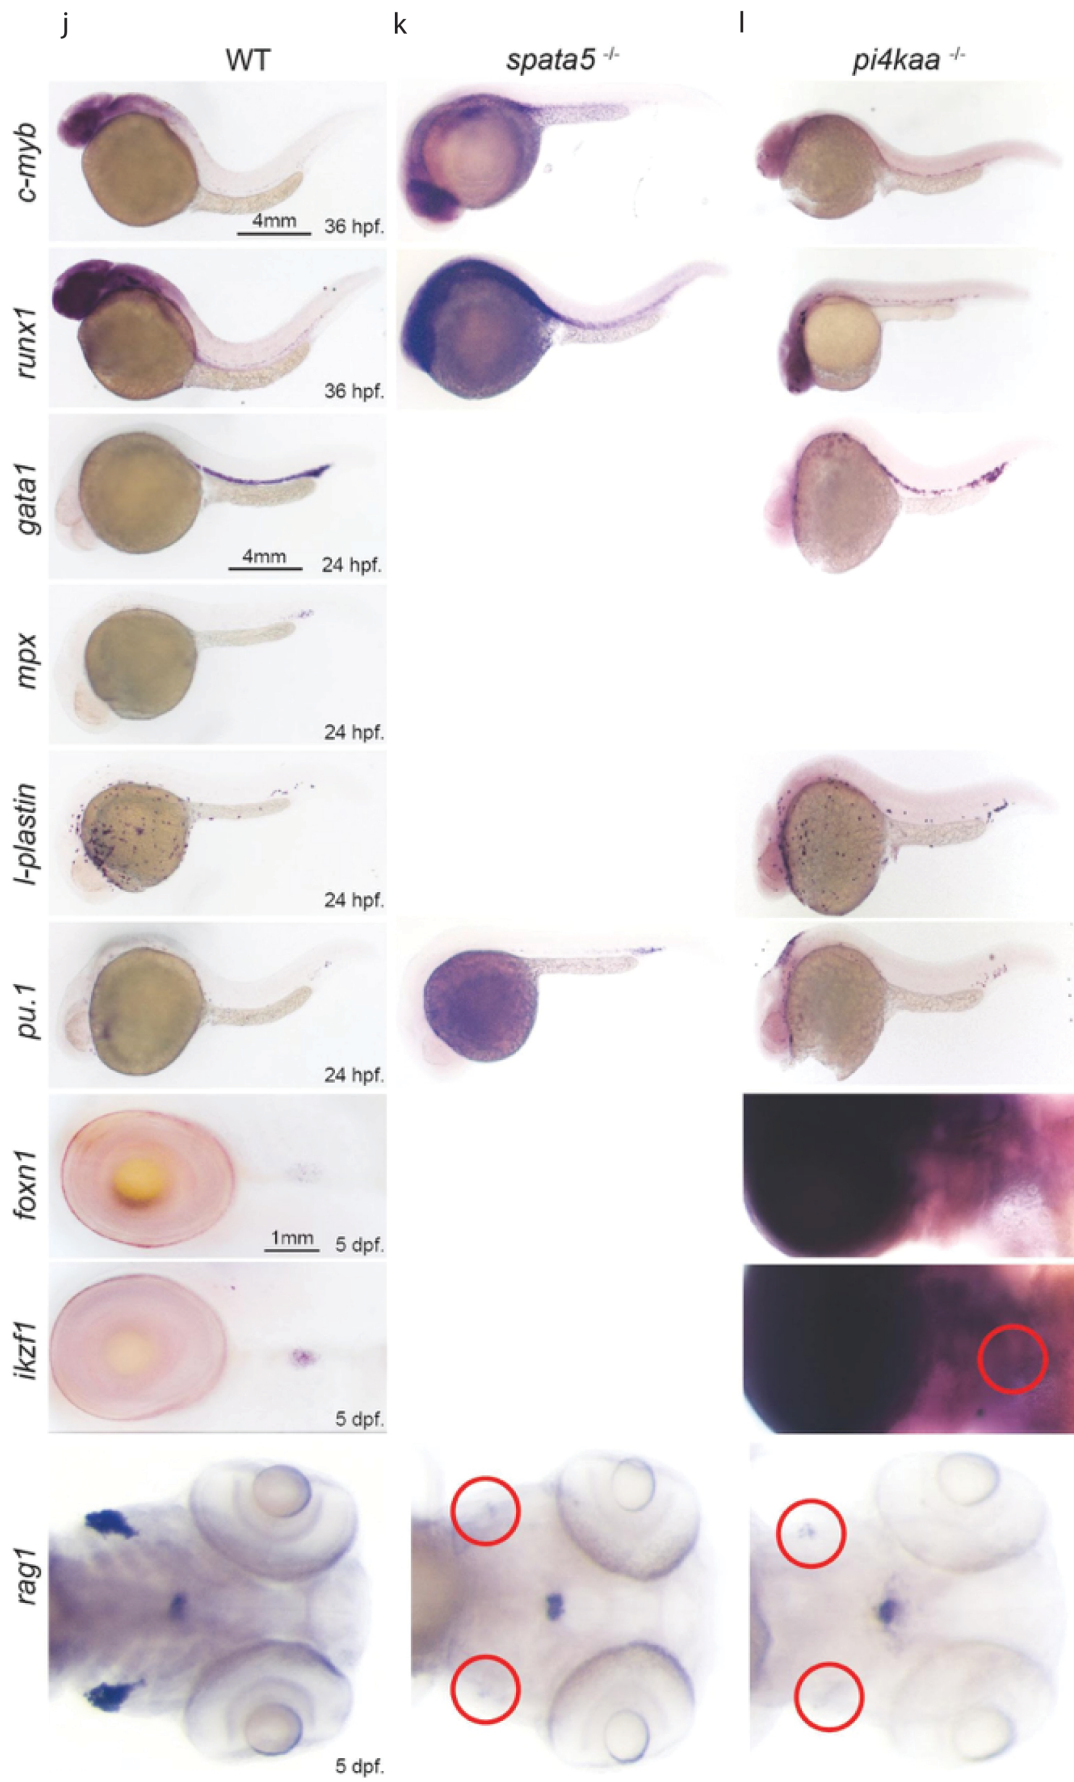 j k l
WT spata5 -/- pi4kaa -/-
c-myb
4mm 36 hpf.
runx1
36 hpf.
gata1
4mm 24 hpf.
mpx
24 hpf.
l-plastin
24 hpf.
pu.1
24 hpf.
foxn1
1mm 5 dpf.
ikzf1
5 dpf.
rag1
5 dpf.